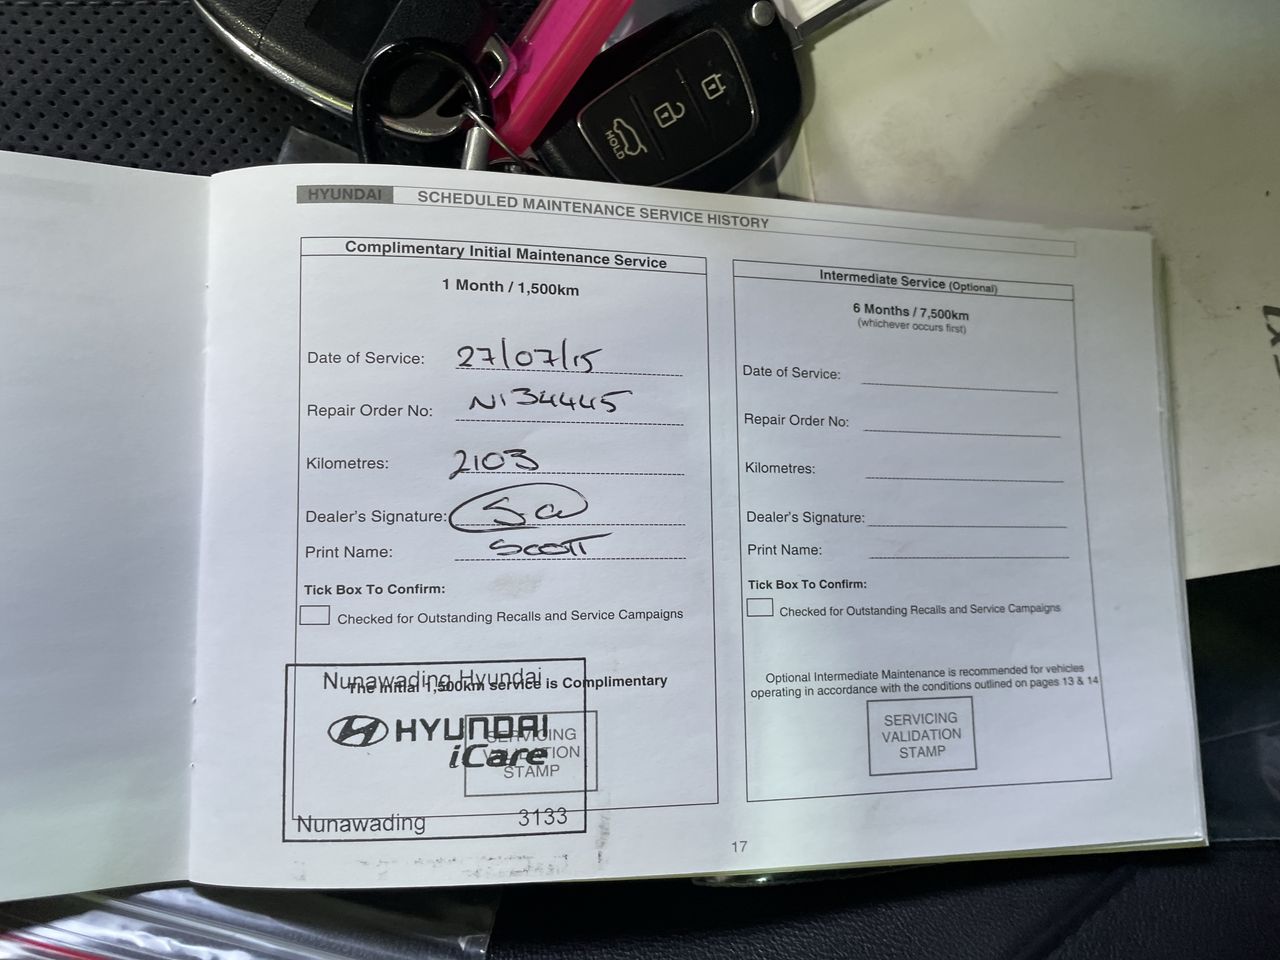 HOLD
HYUNDAI SCHEDULED MAINTENANCE SERVICE HISTORY
Complimentary Initial Maintenance Service
1 Month / 1,500km
Date of Service: 27/07/15
Repair Order No: N134445
Kilometres: 2103
Dealer's Signature:
Print Name: SCOTT
Tick Box To Confirm:
Checked for Outstanding Recalls and Service Campaigns
The Initial 1,500km service is Complimentary
Nunawading Hyundai
HYUNDAI
iCare
SERVICING
VALIDATION
STAMP
Nunawading 3133
Intermediate Service (Optional)
6 Months / 7,500km
(whichever occurs first)
Date of Service:
Repair Order No:
Kilometres:
Dealer's Signature:
Print Name:
Tick Box To Confirm:
Checked for Outstanding Recalls and Service Campaigns
Optional Intermediate Maintenance is recommended for vehicles
operating in accordance with the conditions outlined on pages 13 & 14
SERVICING
VALIDATION
STAMP
17